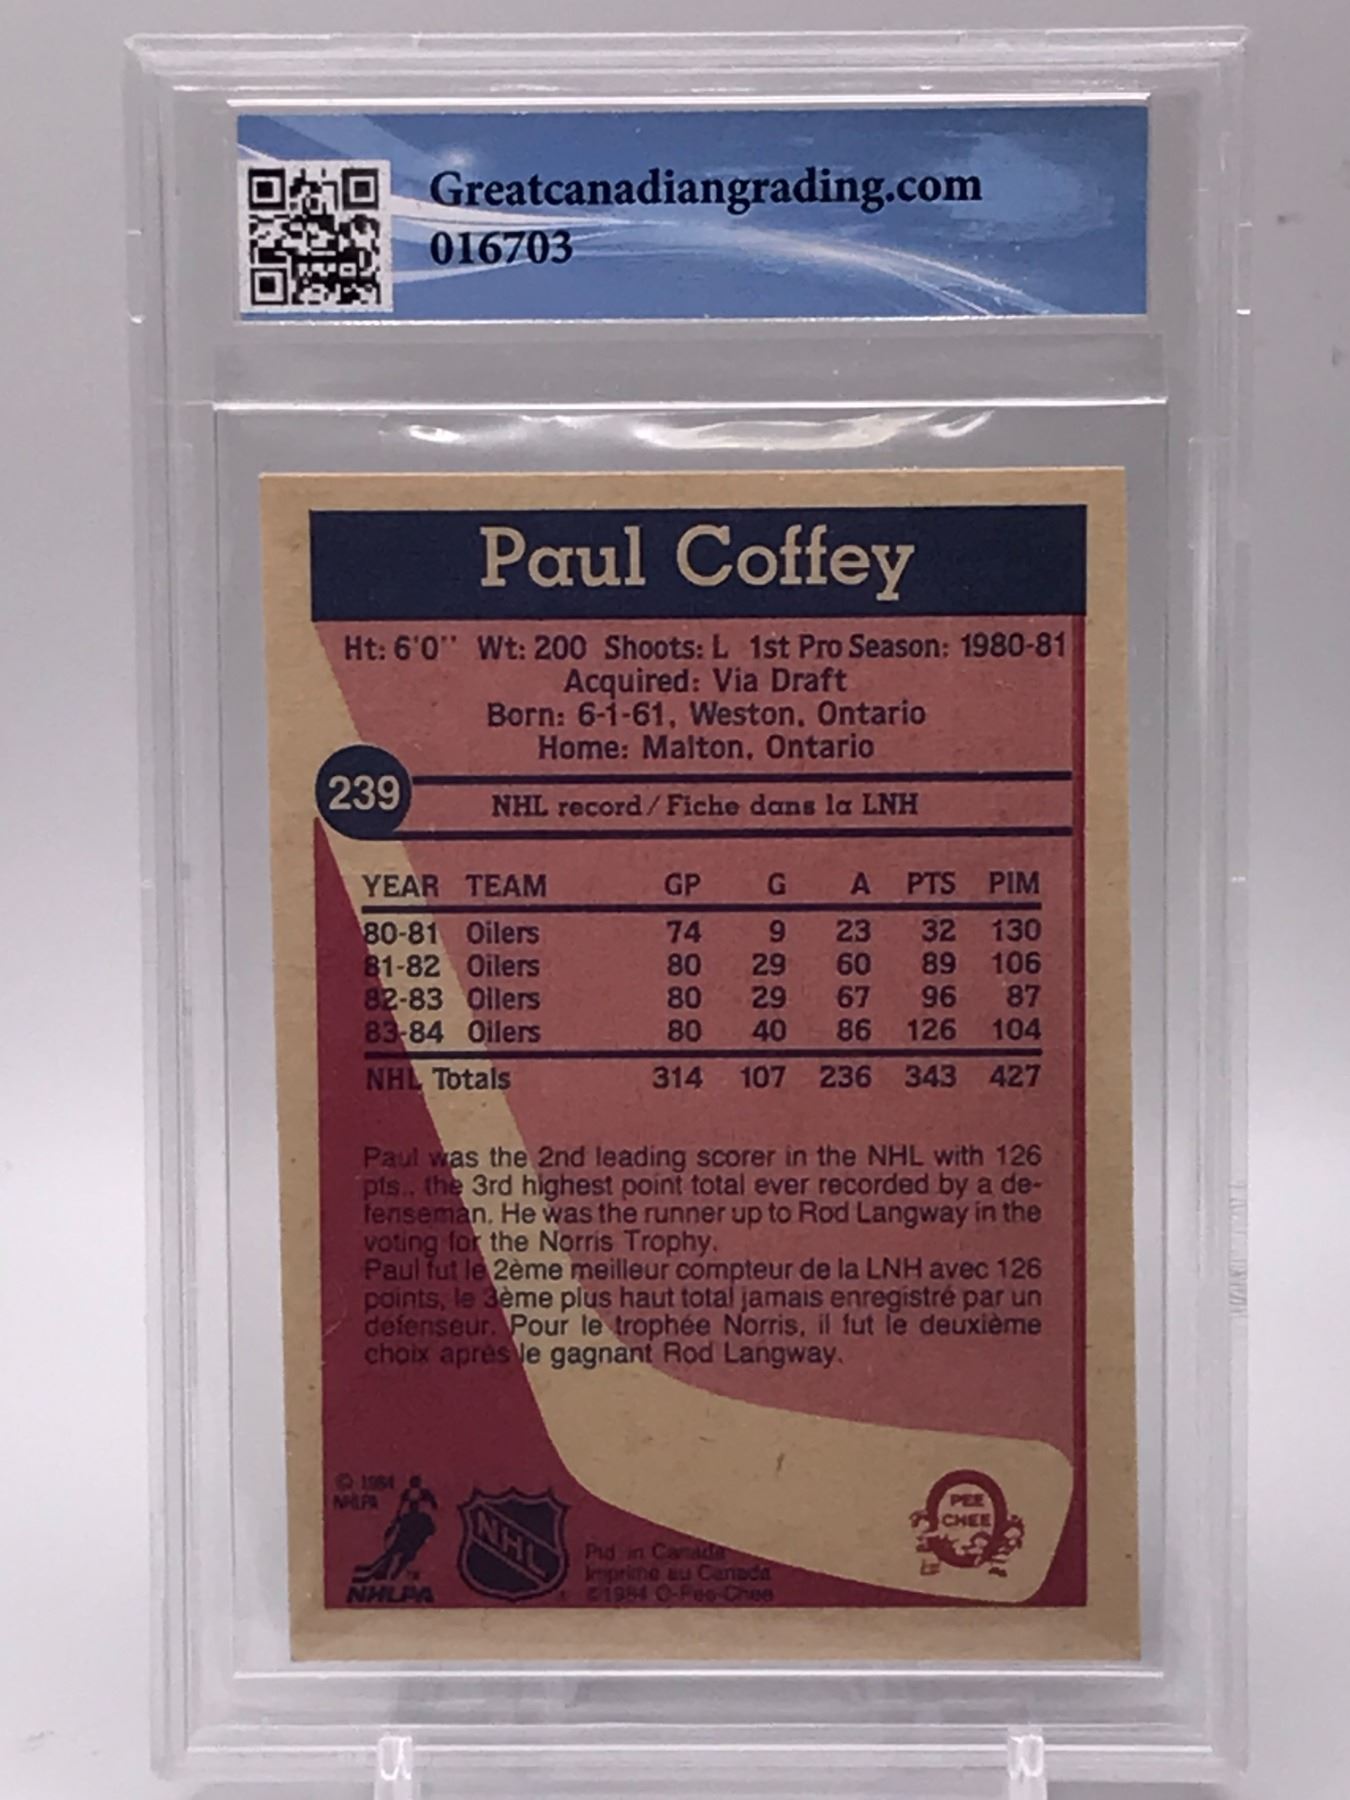 Greatcanadiangrading.com
016703
Paul Coffey
Ht: 6'0'' Wt: 200 Shoots: L 1st Pro Season: 1980-81
Acquired: Via Draft
Born: 6-1-61, Weston, Ontario
Home: Malton, Ontario
239
NHL record/Fiche dans la LNH
YEAR TEAM GP G A PTS PIM
80-81 Oilers 74 9 23 32 130
81-82 Oilers 80 29 60 89 106
82-83 Oilers 80 29 67 96 87
83-84 Oilers 80 40 86 126 104
NHL Totals 314 107 236 343 427
Paul was the 2nd leading scorer in the NHL with 126
pts., the 3rd highest point total ever recorded by a de-
fenseman. He was the runner up to Rod Langway in the
voting for the Norris Trophy.
Paul fut le 2ème meilleur compteur de la LNH avec 126
points, le 3ème plus haut total jamais enregistré par un
défenseur. Pour le trophée Norris, il fut le deuxième
choix après le gagnant Rod Langway.
© 1984
NHLPA
NHLPA
NHL
Ptd. in Canada
Imprimé au Canada
©1984 O-Pee-Chee
PEE
CHEE